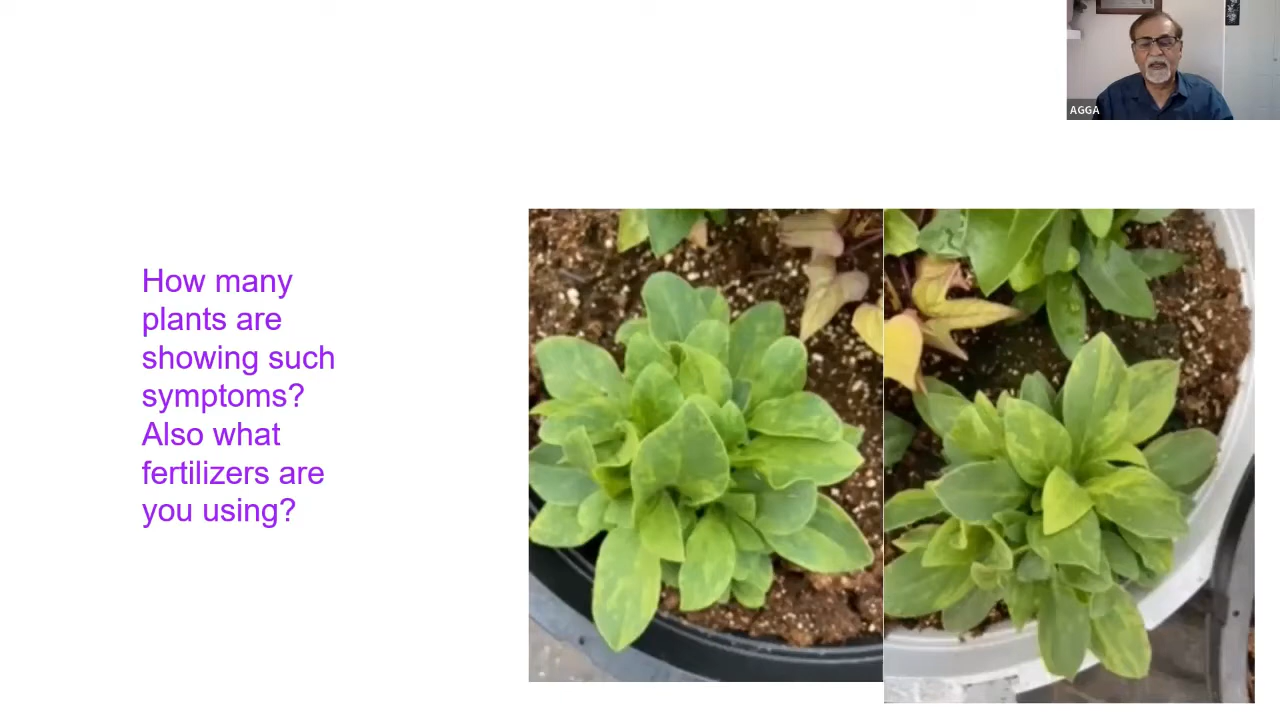 AGGA
How many
plants are
showing such
symptoms?
Also what
fertilizers are
you using?